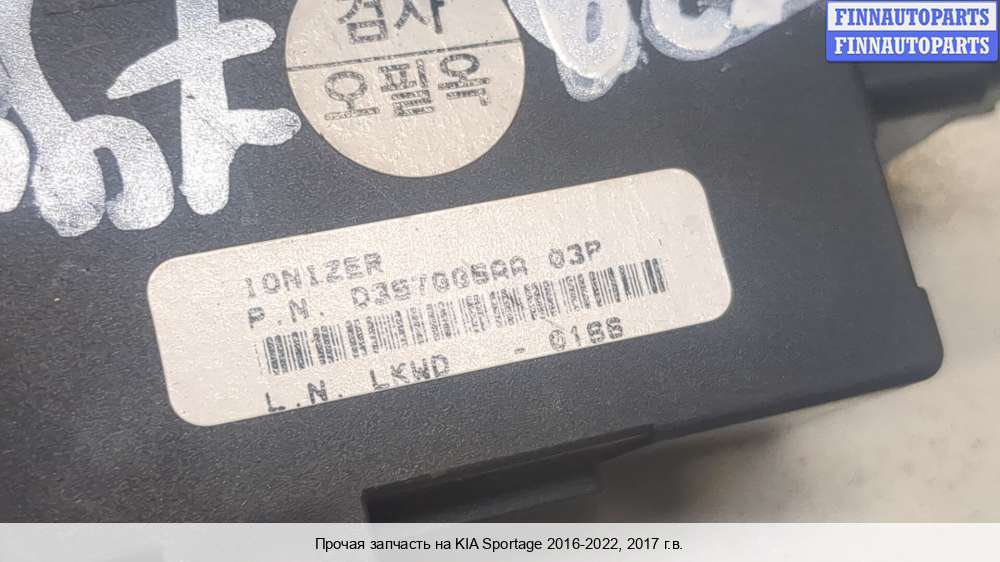 FINNAUTOPARTS
FINNAUTOPARTS
검사
오필옥
IONIZER
P.N. D357GG5AA 03P
L.N. LKWD - 0186
Прочая запчасть на KIA Sportage 2016-2022, 2017 г.в.